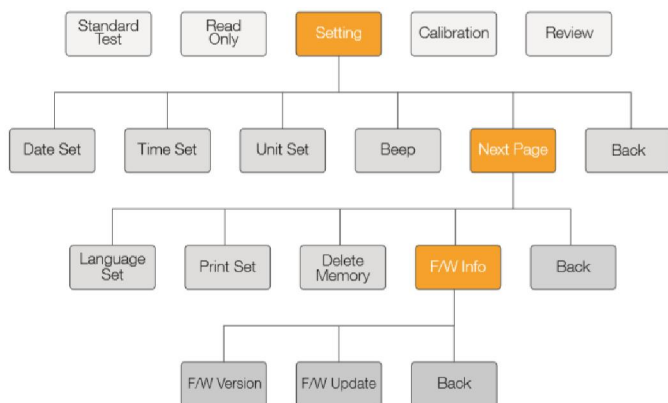 Standard
Test
Read
Only
Setting
Calibration
Review
Date Set
Time Set
Unit Set
Beep
Next Page
Back
Language
Set
Print Set
Delete
Memory
F/W Info
Back
F/W Version
F/W Update
Back